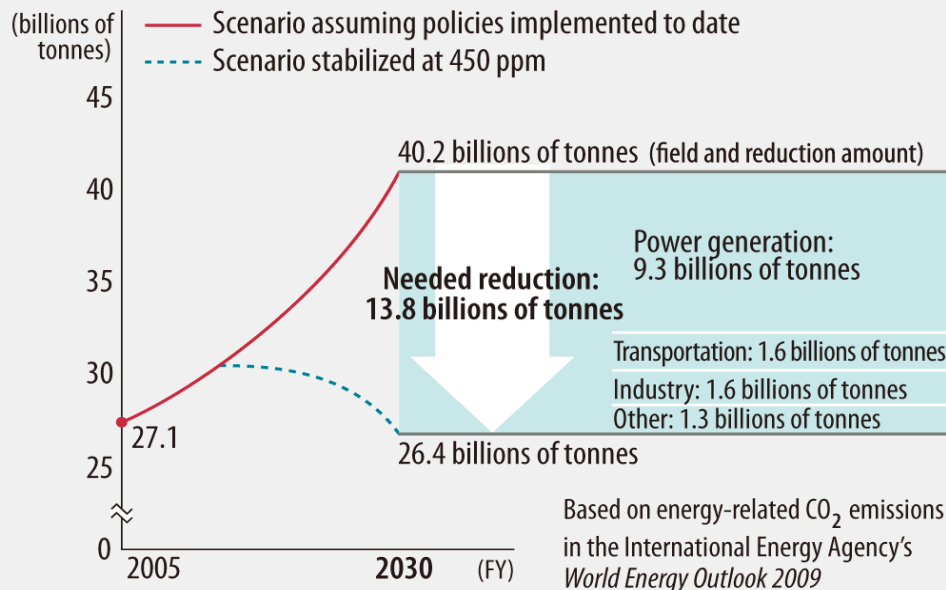 (billions of
tonnes)
Scenario assuming policies implemented to date
Scenario stabilized at 450 ppm
45
40
35
30
25
0
40.2 billions of tonnes (field and reduction amount)
Needed reduction:
13.8 billions of tonnes
Power generation:
9.3 billions of tonnes
Transportation: 1.6 billions of tonnes
Industry: 1.6 billions of tonnes
Other: 1.3 billions of tonnes
27.1
26.4 billions of tonnes
2005
2030
(FY)
Based on energy-related CO₂ emissions
in the International Energy Agency's
World Energy Outlook 2009